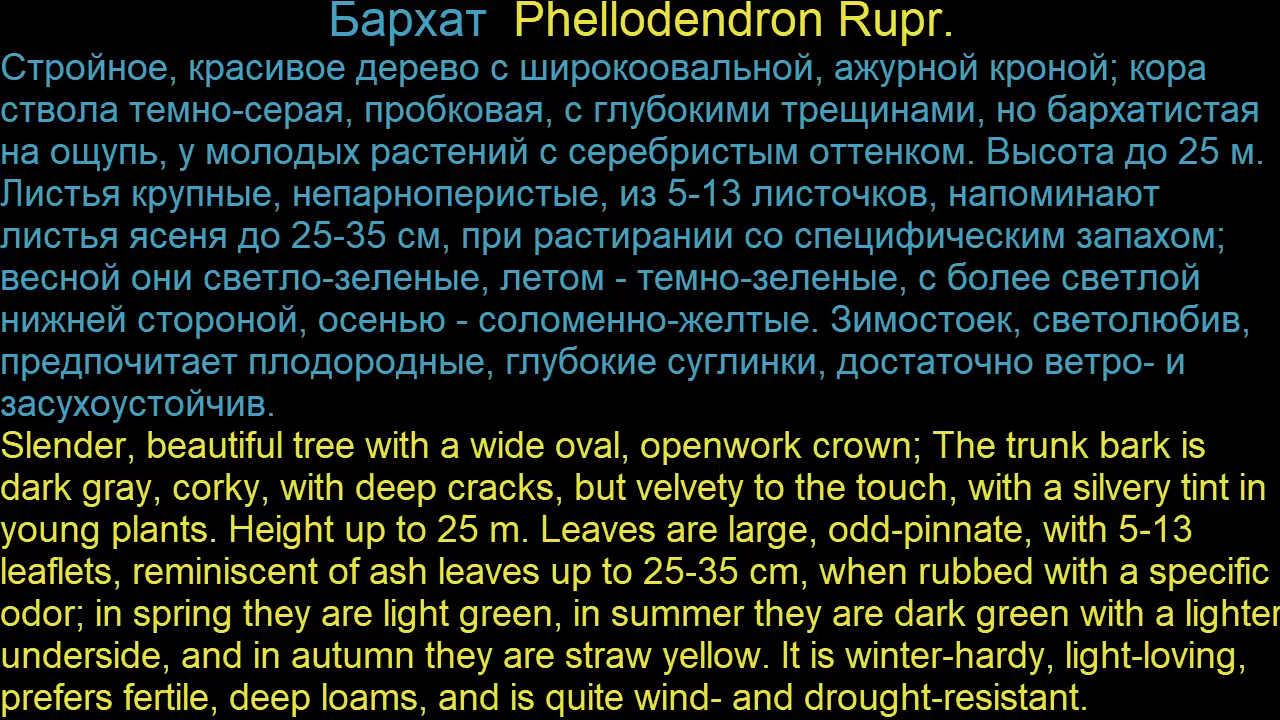 Бархат Phellodendron Rupr.
Стройное, красивое дерево с широкоовальной, ажурной кроной; кора
ствола темно-серая, пробковая, с глубокими трещинами, но бархатистая
на ощупь, у молодых растений с серебристым оттенком. Высота до 25 м.
Листья крупные, непарноперистые, из 5-13 листочков, напоминают
листья ясеня до 25-35 см, при растирании со специфическим запахом;
весной они светло-зеленые, летом - темно-зеленые, с более светлой
нижней стороной, осенью - соломенно-желтые. Зимостоек, светолюбив,
предпочитает плодородные, глубокие суглинки, достаточно ветро- и
засухоустойчив.
Slender, beautiful tree with a wide oval, openwork crown; The trunk bark is
dark gray, corky, with deep cracks, but velvety to the touch, with a silvery tint in
young plants. Height up to 25 m. Leaves are large, odd-pinnate, with 5-13
leaflets, reminiscent of ash leaves up to 25-35 cm, when rubbed with a specific
odor; in spring they are light green, in summer they are dark green with a lighter
underside, and in autumn they are straw yellow. It is winter-hardy, light-loving,
prefers fertile, deep loams, and is quite wind- and drought-resistant.